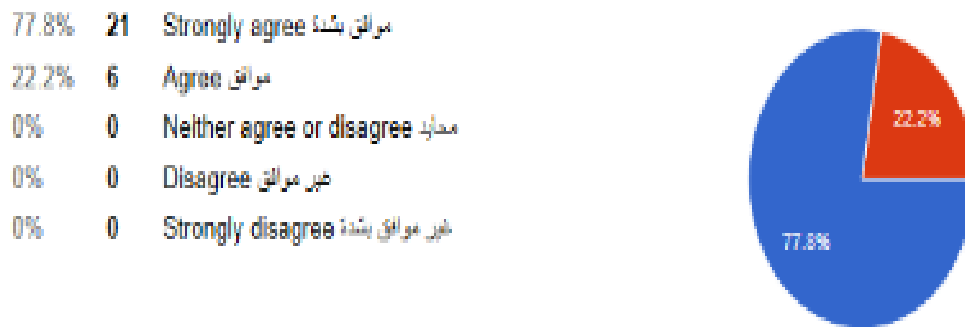 77.8% 21 Strongly agree موافق بشدة
22.2% 6 Agree موافق
0% 0 Neither agree or disagree محايد
0% 0 Disagree غير موافق
0% 0 Strongly disagree غير موافق بشدة
22.2%
77.8%